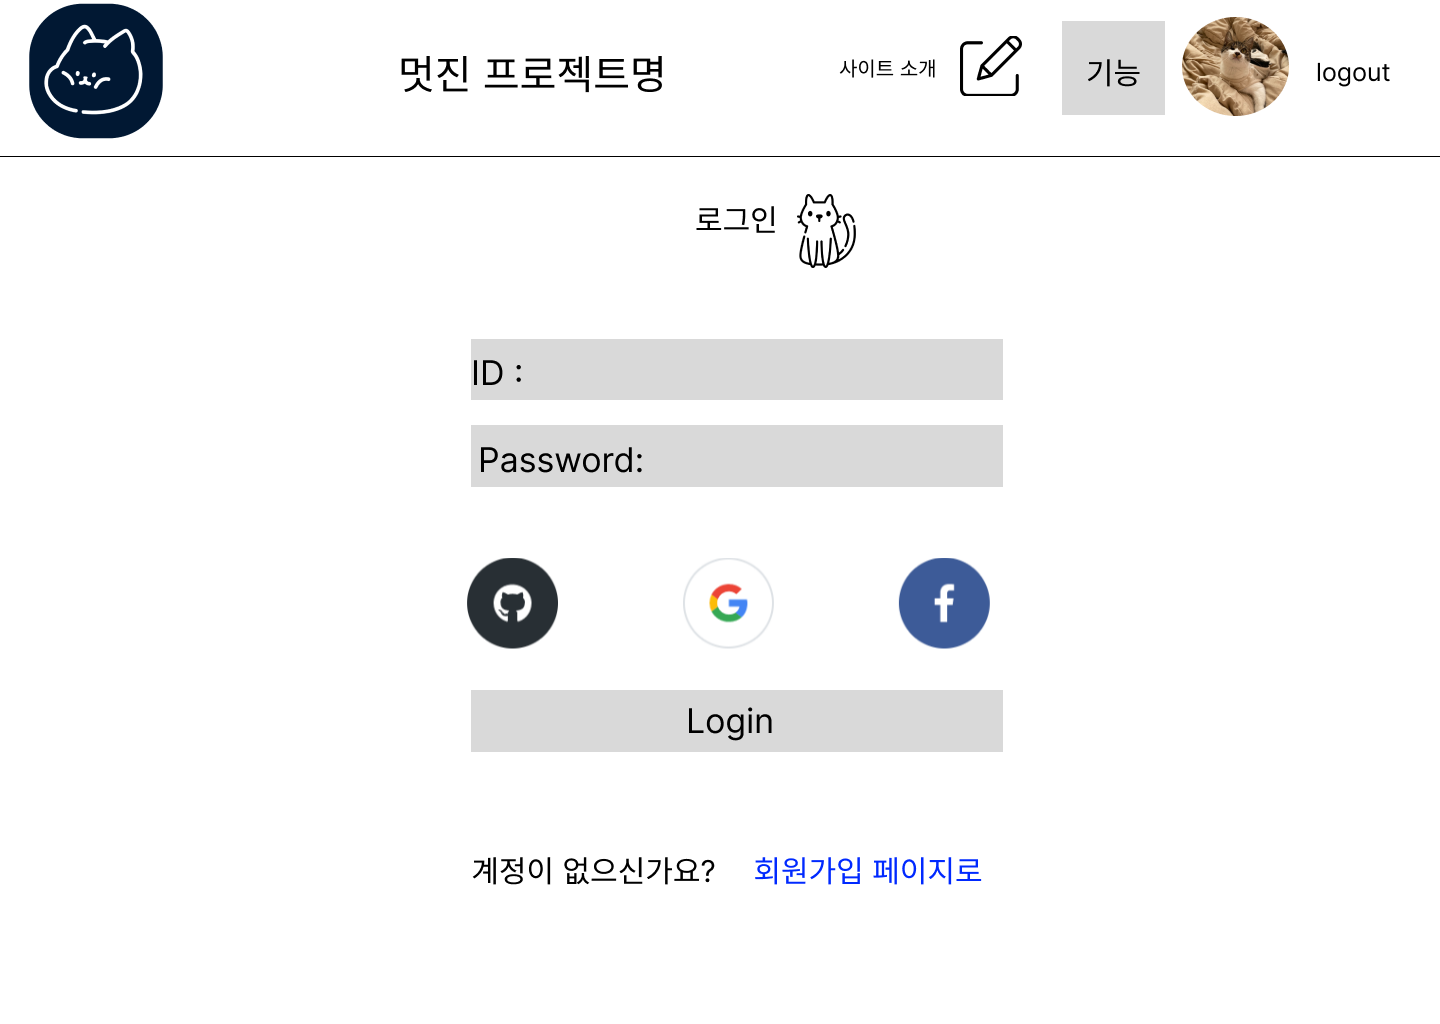 멋진 프로젝트명
사이트 소개
기능
logout
로그인
ID :
Password:
Login
계정이 없으신가요? 회원가입 페이지로